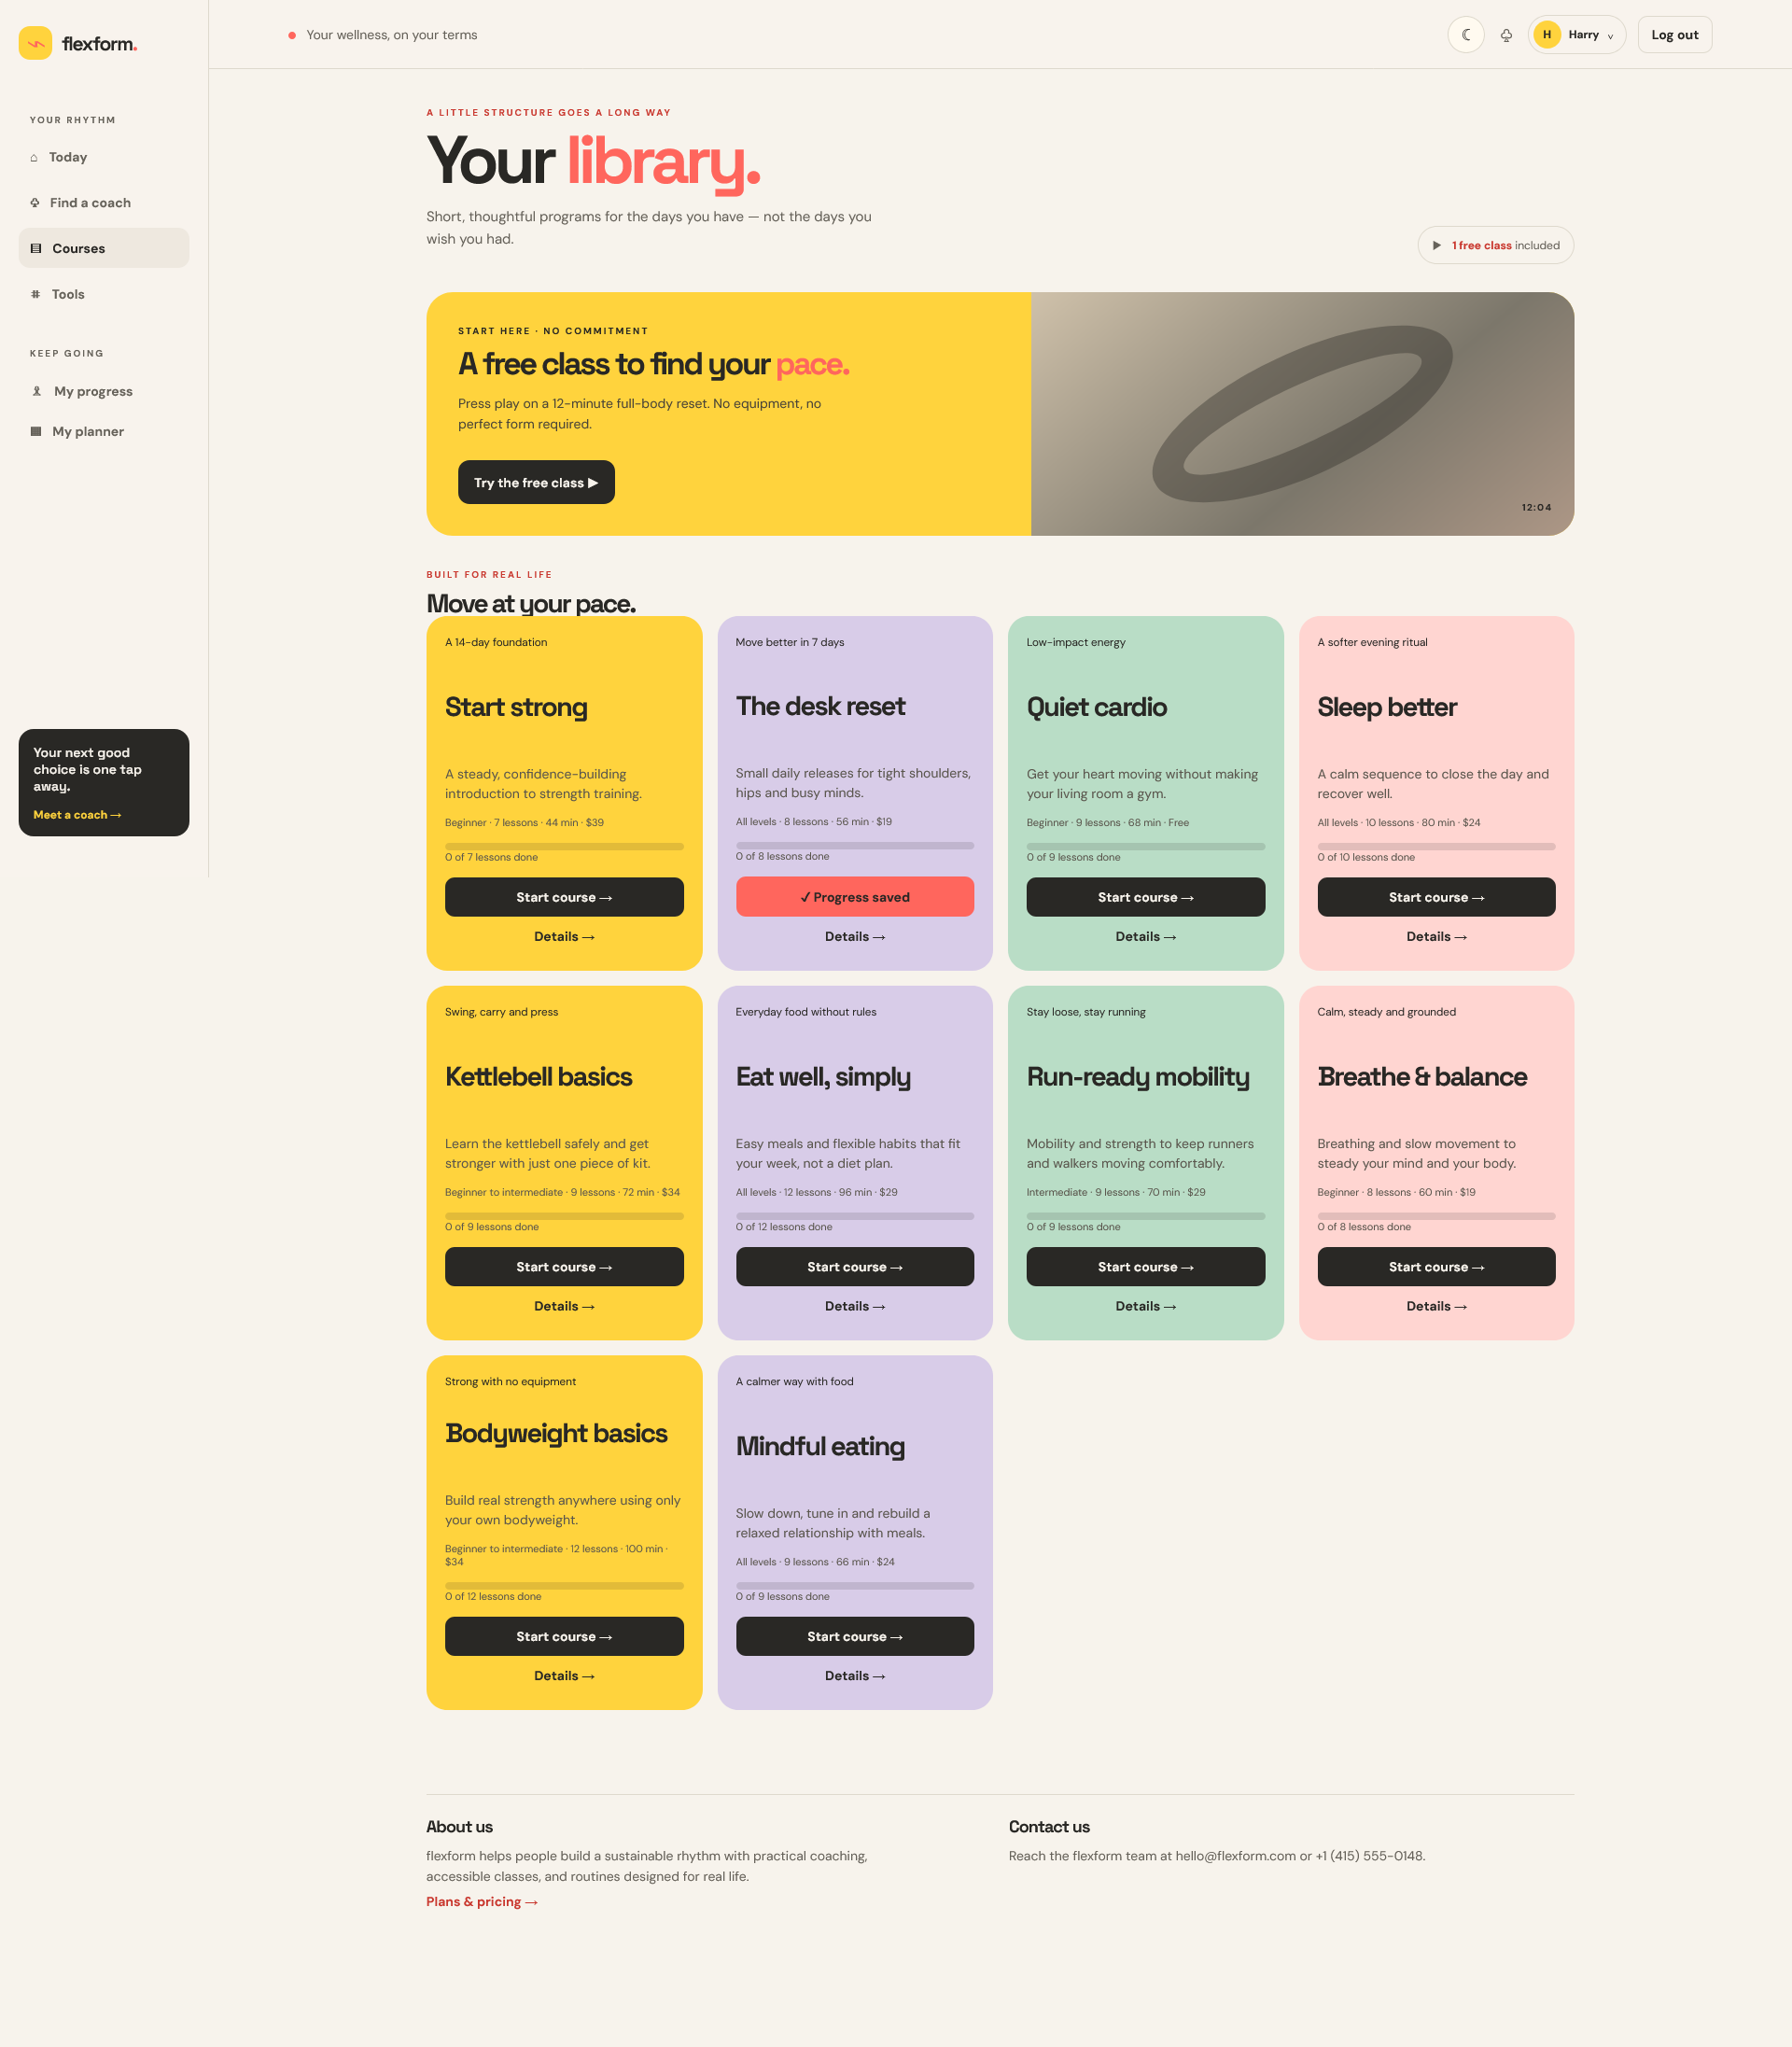 flexform.
YOUR RHYTHM
Today
Find a coach
Courses
Tools
KEEP GOING
My progress
My planner
Your next good
choice is one tap
away.
Meet a coach →
Your wellness, on your terms
H Harry
Log out
A LITTLE STRUCTURE GOES A LONG WAY
Your library.
Short, thoughtful programs for the days you have — not the days you
wish you had.
▶ 1 free class included
START HERE · NO COMMITMENT
A free class to find your pace.
Press play on a 12-minute full-body reset. No equipment, no
perfect form required.
Try the free class ▶
12:04
BUILT FOR REAL LIFE
Move at your pace.
A 14-day foundation
Start strong
A steady, confidence-building
introduction to strength training.
Beginner · 7 lessons · 44 min · $39
0 of 7 lessons done
Start course →
Details →
Move better in 7 days
The desk reset
Small daily releases for tight shoulders,
hips and busy minds.
All levels · 8 lessons · 56 min · $19
0 of 8 lessons done
✓ Progress saved
Details →
Low-impact energy
Quiet cardio
Get your heart moving without making
your living room a gym.
Beginner · 9 lessons · 68 min · Free
0 of 9 lessons done
Start course →
Details →
A softer evening ritual
Sleep better
A calm sequence to close the day and
recover well.
All levels · 10 lessons · 80 min · $24
0 of 10 lessons done
Start course →
Details →
Swing, carry and press
Kettlebell basics
Learn the kettlebell safely and get
stronger with just one piece of kit.
Beginner to intermediate · 9 lessons · 72 min · $34
0 of 9 lessons done
Start course →
Details →
Everyday food without rules
Eat well, simply
Easy meals and flexible habits that fit
your week, not a diet plan.
All levels · 12 lessons · 96 min · $29
0 of 12 lessons done
Start course →
Details →
Stay loose, stay running
Run-ready mobility
Mobility and strength to keep runners
and walkers moving comfortably.
Intermediate · 9 lessons · 70 min · $29
0 of 9 lessons done
Start course →
Details →
Calm, steady and grounded
Breathe & balance
Breathing and slow movement to
steady your mind and your body.
Beginner · 8 lessons · 60 min · $19
0 of 8 lessons done
Start course →
Details →
Strong with no equipment
Bodyweight basics
Build real strength anywhere using only
your own bodyweight.
Beginner to intermediate · 12 lessons · 100 min ·
$34
0 of 12 lessons done
Start course →
Details →
A calmer way with food
Mindful eating
Slow down, tune in and rebuild a
relaxed relationship with meals.
All levels · 9 lessons · 66 min · $24
0 of 9 lessons done
Start course →
Details →
About us
flexform helps people build a sustainable rhythm with practical coaching,
accessible classes, and routines designed for real life.
Plans & pricing →
Contact us
Reach the flexform team at hello@flexform.com or +1 (415) 555-0148.